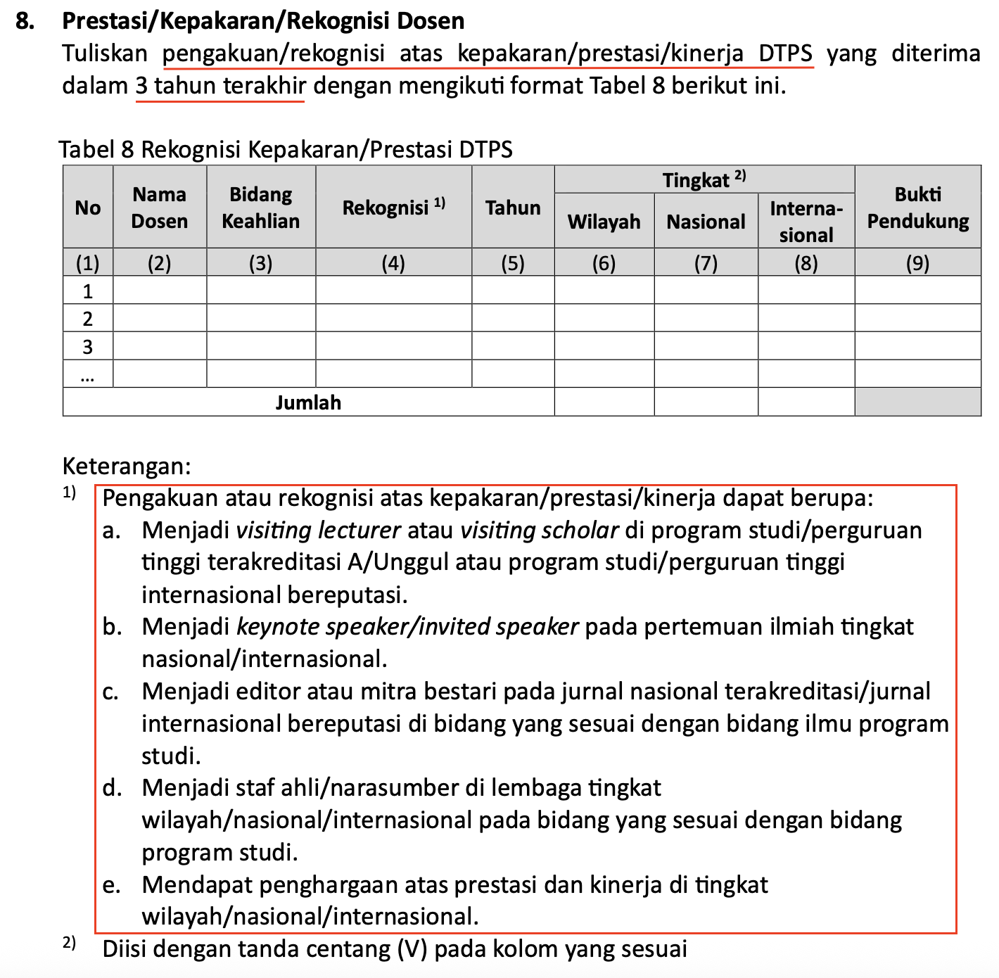 8. Prestasi/Kepakaran/Rekognisi Dosen
Tuliskan pengakuan/rekognisi atas kepakaran/prestasi/kinerja DTPS yang diterima
dalam 3 tahun terakhir dengan mengikuti format Tabel 8 berikut ini.
Tabel 8 Rekognisi Kepakaran/Prestasi DTPS
No Nama Dosen Bidang Keahlian Rekognisi 1) Tahun Tingkat 2) Bukti Pendukung
Wilayah Nasional Interna-sional
(1) (2) (3) (4) (5) (6) (7) (8) (9)
1
2
3
...
Jumlah
Keterangan:
1) Pengakuan atau rekognisi atas kepakaran/prestasi/kinerja dapat berupa:
a. Menjadi visiting lecturer atau visiting scholar di program studi/perguruan
tinggi terakreditasi A/Unggul atau program studi/perguruan tinggi
internasional bereputasi.
b. Menjadi keynote speaker/invited speaker pada pertemuan ilmiah tingkat
nasional/internasional.
c. Menjadi editor atau mitra bestari pada jurnal nasional terakreditasi/jurnal
internasional bereputasi di bidang yang sesuai dengan bidang ilmu program
studi.
d. Menjadi staf ahli/narasumber di lembaga tingkat
wilayah/nasional/internasional pada bidang yang sesuai dengan bidang
program studi.
e. Mendapat penghargaan atas prestasi dan kinerja di tingkat
wilayah/nasional/internasional.
2) Diisi dengan tanda centang (V) pada kolom yang sesuai